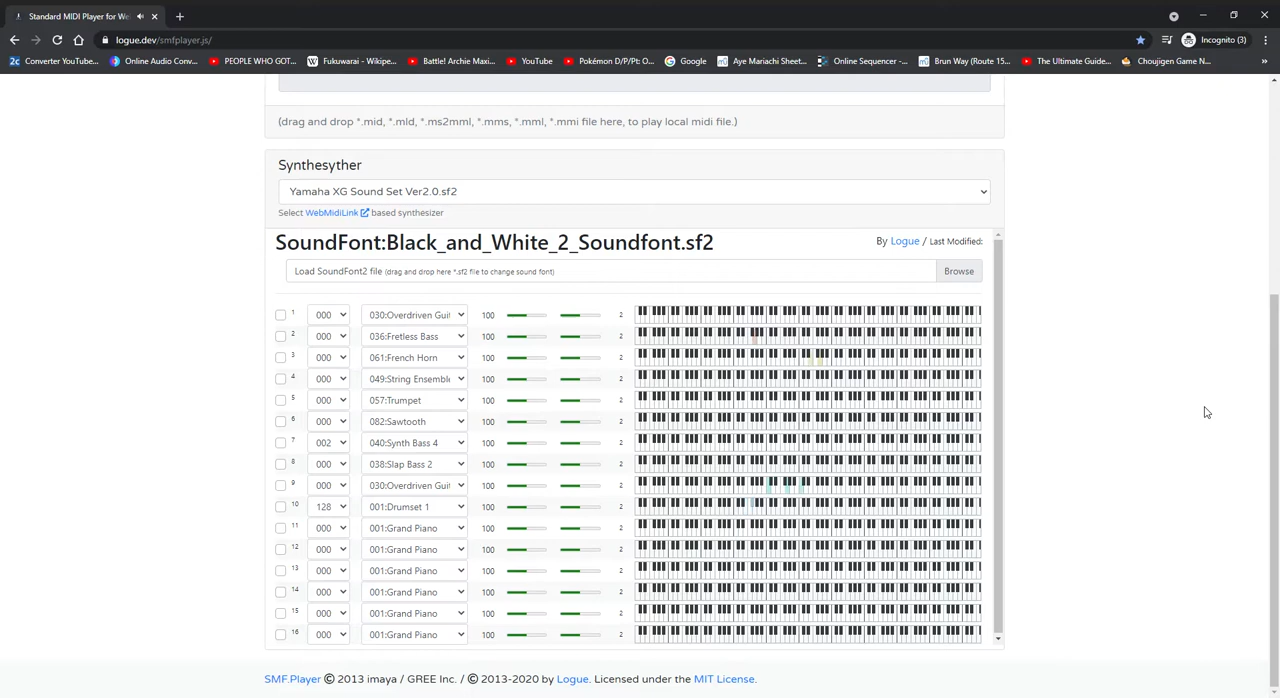 Standard MIDI Player for We
logue.dev/smfplayer.js/
Incognito (3)
Converter YouTube...
Online Audio Conv...
PEOPLE WHO GOT...
Fukuwarai - Wikipe...
Battle! Archie Maxi...
YouTube
Pokémon D/P/Pt: O...
Google
Aye Mariachi Sheet...
Online Sequencer -...
Brun Way (Route 15...
The Ultimate Guide...
Choujigen Game N...
(drag and drop *.mid, *.mld, *.ms2mml, *.mms, *.mml, *.mmi file here, to play local midi file.)
Synthesyther
Yamaha XG Sound Set Ver2.0.sf2
Select WebMidiLink based synthesizer
SoundFont:Black_and_White_2_Soundfont.sf2
By Logue / Last Modified:
Load SoundFont2 file (drag and drop here *.sf2 file to change sound font)
Browse
1 000 030:Overdriven Guit 100 2
2 000 036:Fretless Bass 100 2
3 000 061:French Horn 100 2
4 000 049:String Ensemble 100 2
5 000 057:Trumpet 100 2
6 000 082:Sawtooth 100 2
7 002 040:Synth Bass 4 100 2
8 000 038:Slap Bass 2 100 2
9 000 030:Overdriven Guit 100 2
10 128 001:Drumset 1 100 2
11 000 001:Grand Piano 100 2
12 000 001:Grand Piano 100 2
13 000 001:Grand Piano 100 2
14 000 001:Grand Piano 100 2
15 000 001:Grand Piano 100 2
16 000 001:Grand Piano 100 2
SMF.Player © 2013 imaya / GREE Inc. / © 2013-2020 by Logue. Licensed under the MIT License.